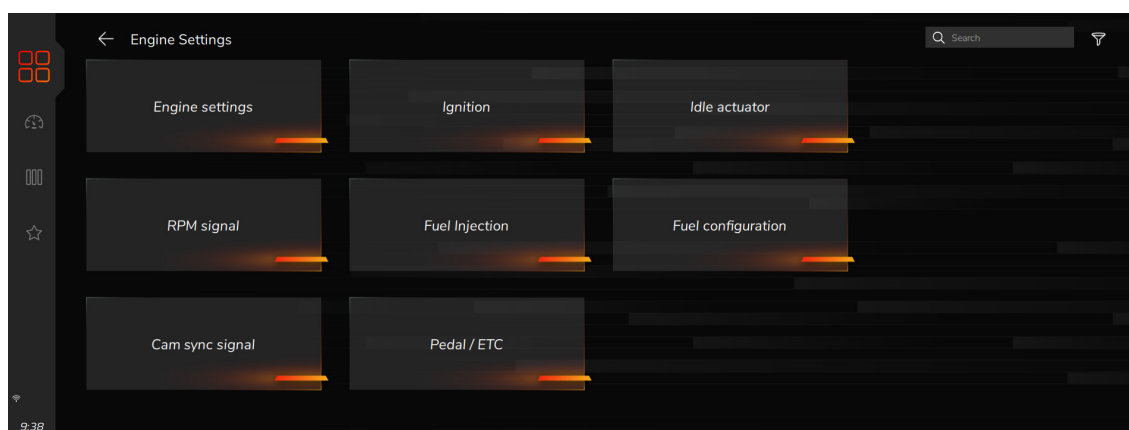 Engine Settings
Search
Engine settings
Ignition
Idle actuator
RPM signal
Fuel Injection
Fuel configuration
Cam sync signal
Pedal / ETC
9:38